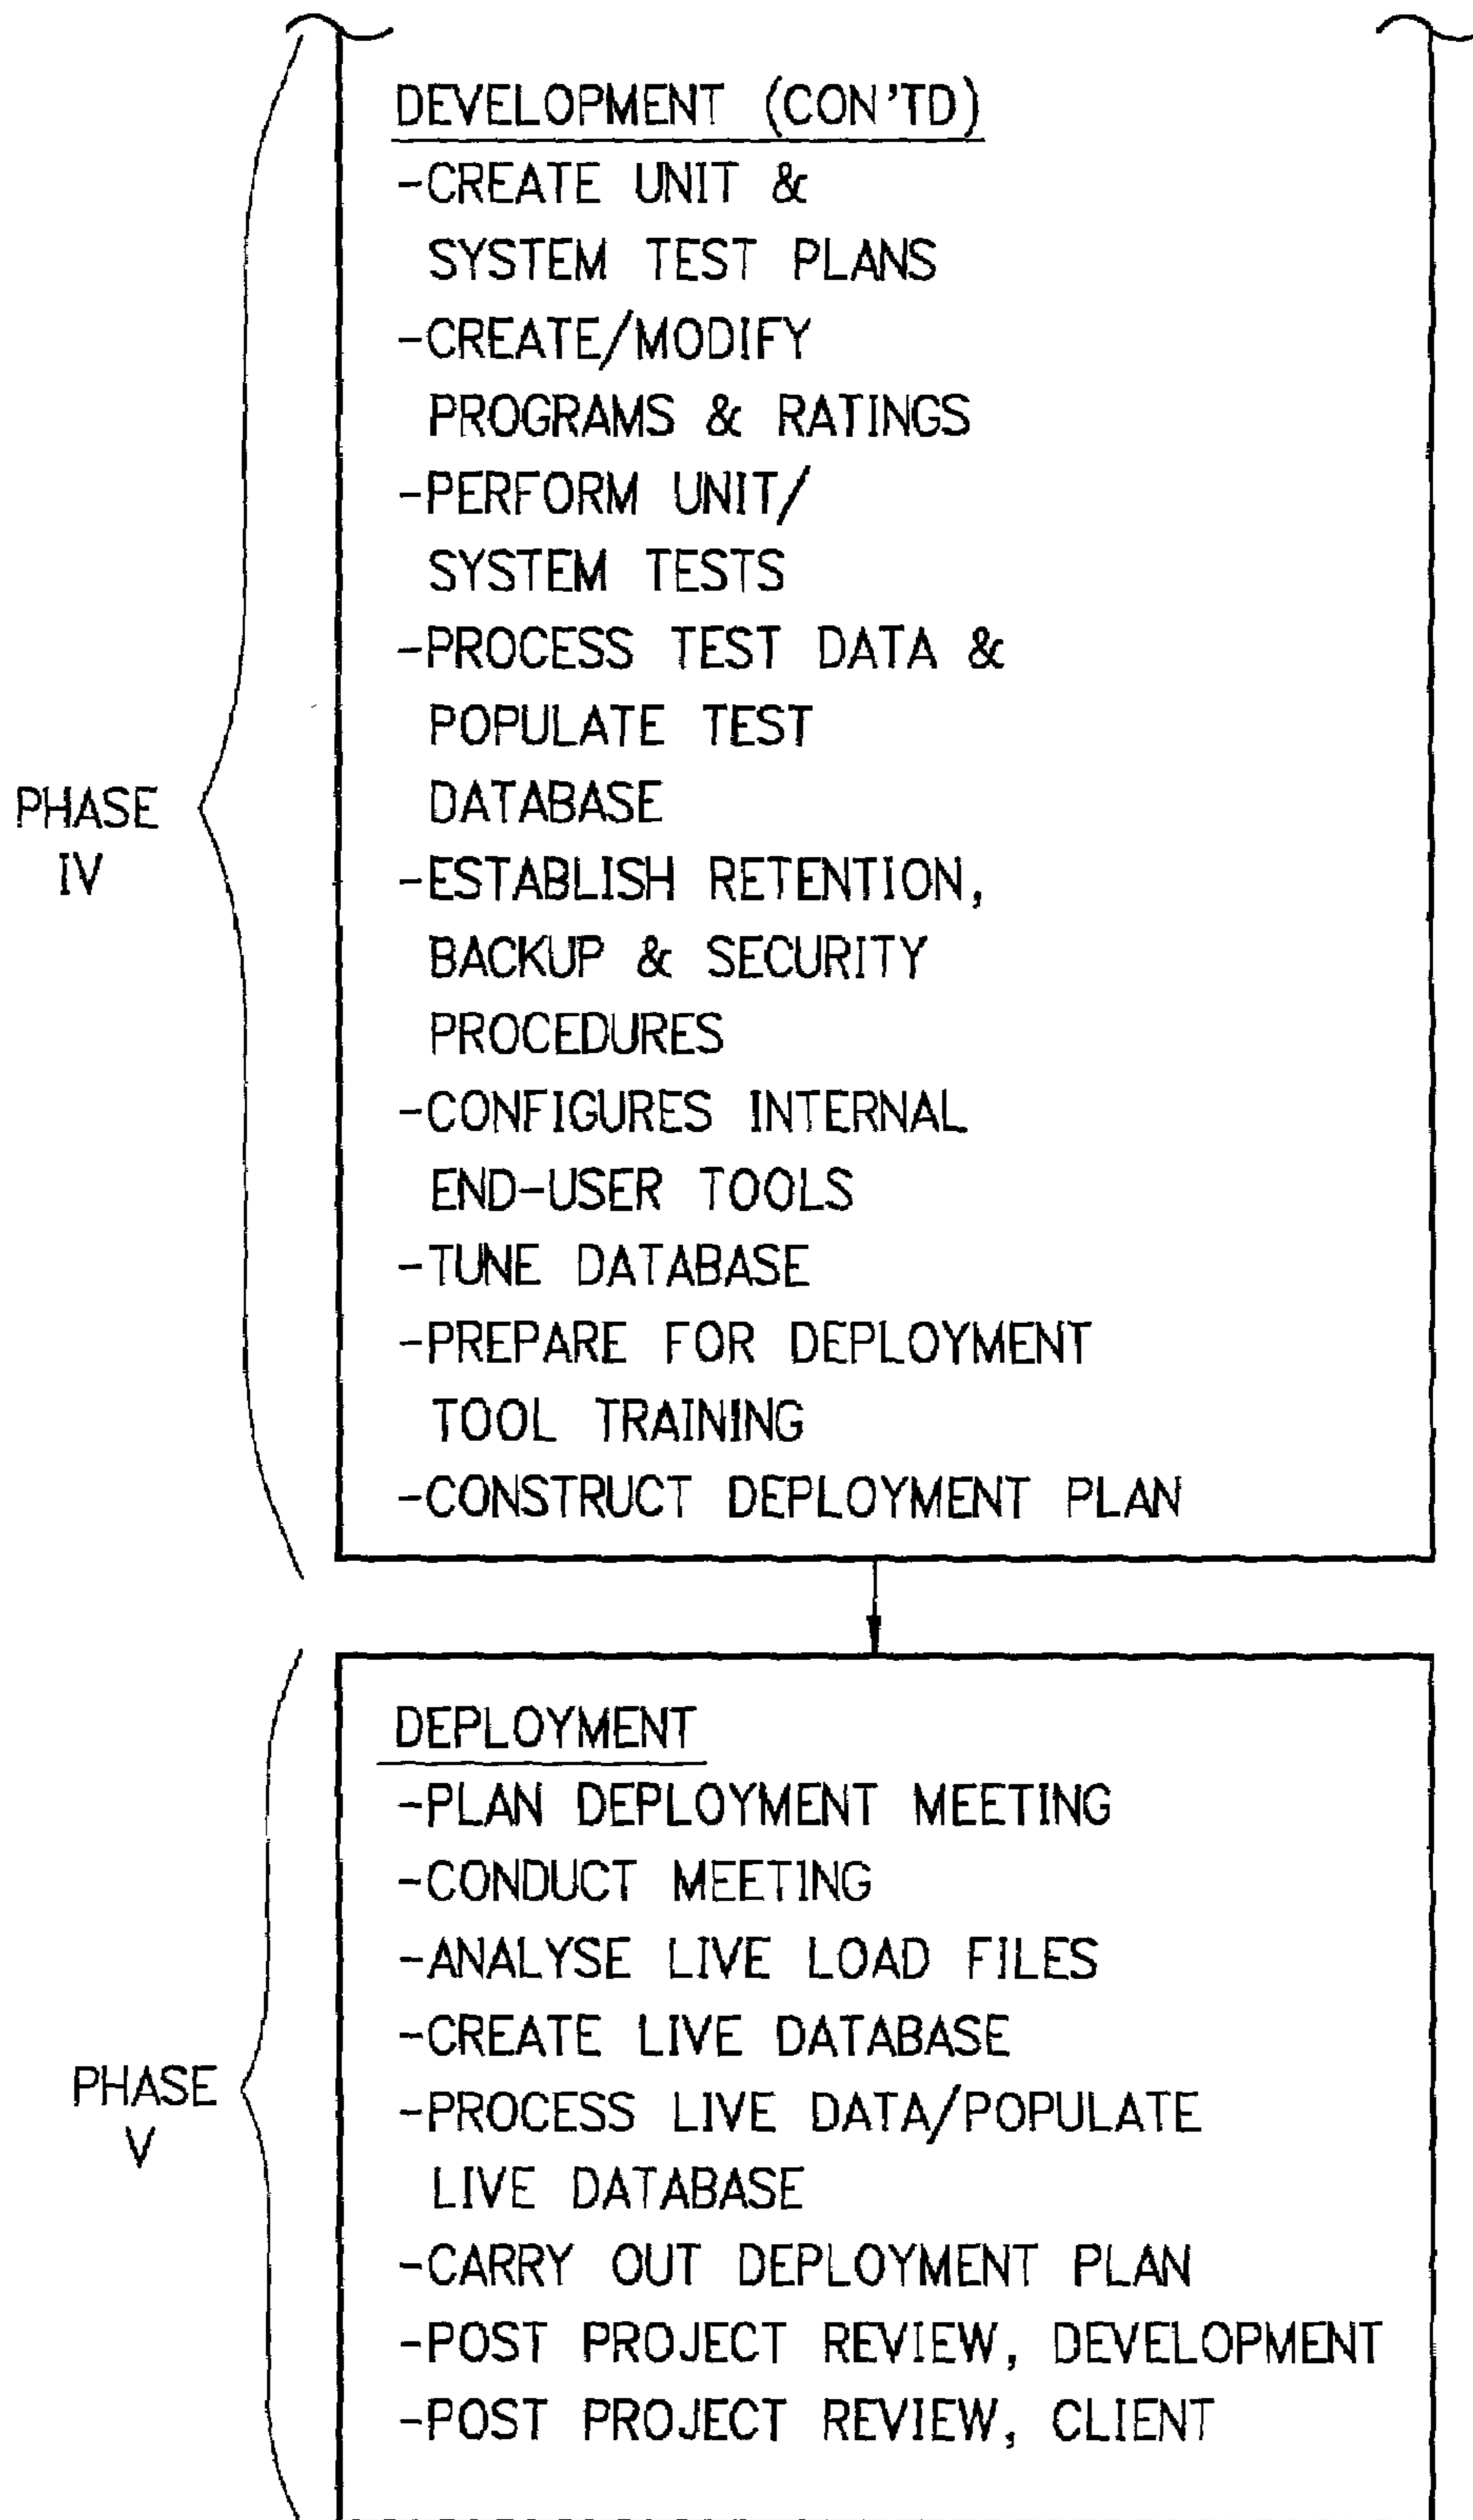 DEVELOPMENT (CON'TD)
-CREATE UNIT &
SYSTEM TEST PLANS
-CREATE/MODIFY
PROGRAMS & RATINGS
-PERFORM UNIT/
SYSTEM TESTS
-PROCESS TEST DATA &
POPULATE TEST
DATABASE
-ESTABLISH RETENTION,
BACKUP & SECURITY
PROCEDURES
-CONFIGURES INTERNAL
END-USER TOOLS
-TUNE DATABASE
-PREPARE FOR DEPLOYMENT
TOOL TRAINING
-CONSTRUCT DEPLOYMENT PLAN
PHASE
IV
DEPLOYMENT
-PLAN DEPLOYMENT MEETING
-CONDUCT MEETING
-ANALYSE LIVE LOAD FILES
-CREATE LIVE DATABASE
-PROCESS LIVE DATA/POPULATE
LIVE DATABASE
-CARRY OUT DEPLOYMENT PLAN
-POST PROJECT REVIEW, DEVELOPMENT
-POST PROJECT REVIEW, CLIENT
PHASE
V